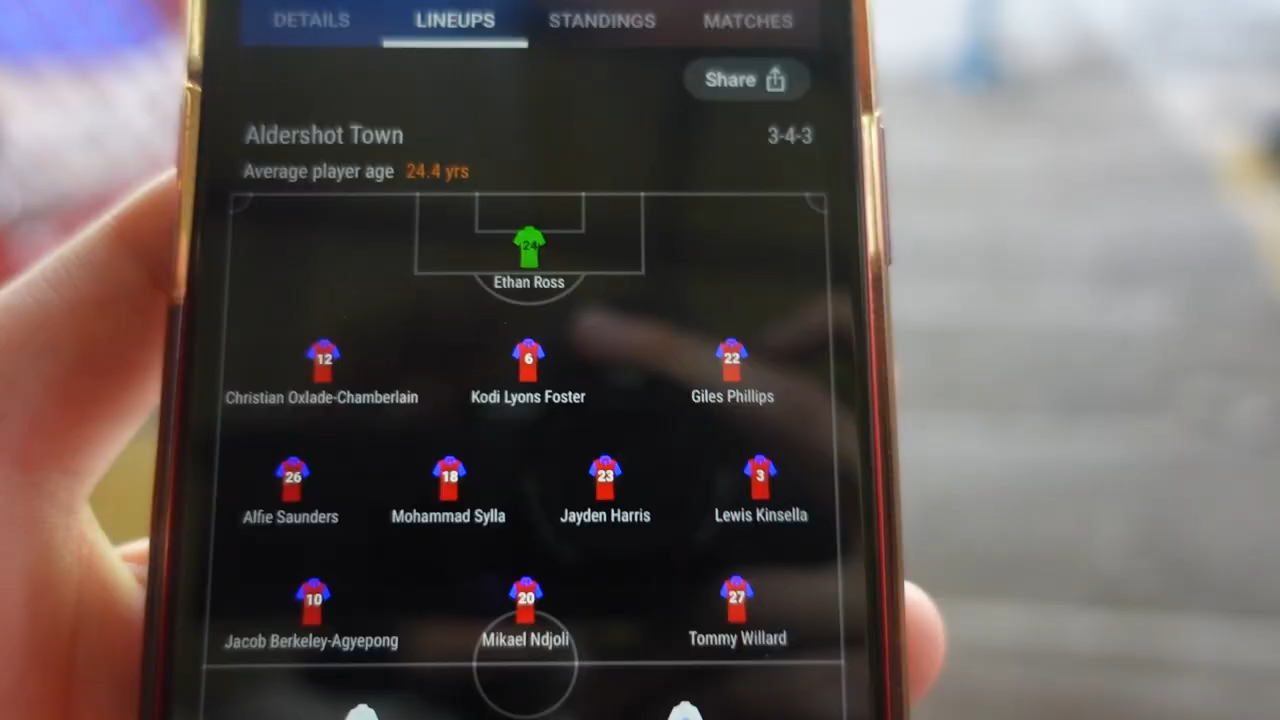 DETAILS LINEUPS STANDINGS MATCHES
Share
Aldershot Town 3-4-3
Average player age 24.4 yrs
24
Ethan Ross
12 6 22
Christian Oxlade-Chamberlain Kodi Lyons Foster Giles Phillips
26 18 23 3
Alfie Saunders Mohammad Sylla Jayden Harris Lewis Kinsella
10 20 27
Jacob Berkeley-Agyepong Mikael Ndjoli Tommy Willard